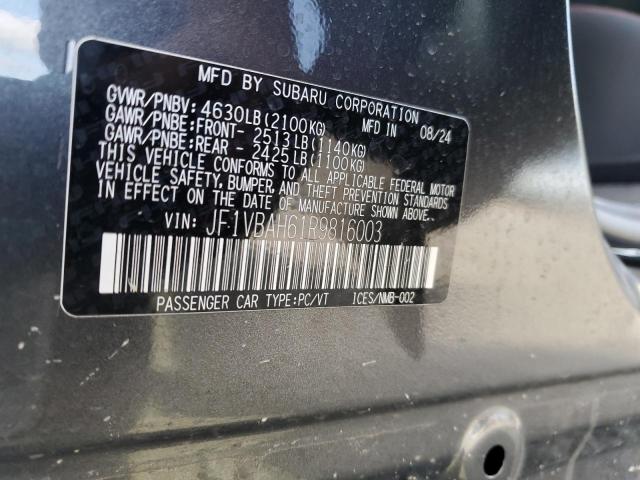 MFD BY SUBARU CORPORATION
GVWR/PNBV: 4630LB(2100KG) MFD IN 08/24
GAWR/PNBE:FRONT- 2513LB(1140KG)
GAWR/PNBE:REAR - 2425LB(1100KG)
THIS VEHICLE CONFORMS TO ALL APPLICABLE FEDERAL MOTOR
VEHICLE SAFETY, BUMPER, AND THEFT PREVENTION STANDARDS
IN EFFECT ON THE DATE OF MANUFACTURE SHOWN ABOVE.
VIN: JF1VBAH61R9816003
PASSENGER CAR TYPE:PC/VT ICES/NMB-002